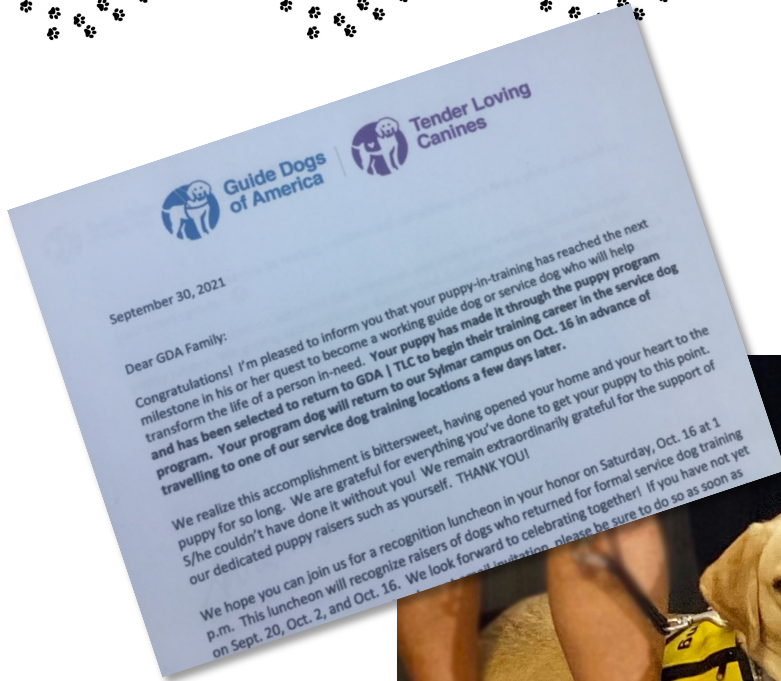 Guide Dogs
of America
Tender Loving
Canines
September 30, 2021
Dear GDA Family:
Congratulations! I'm pleased to inform you that your puppy-in-training has reached the next
milestone in his or her quest to become a working guide dog or service dog who will help
transform the life of a person in-need. Your puppy has made it through the puppy program
and has been selected to return to GDA | TLC to begin their training career in the service dog
program. Your program dog will return to our Sylmar campus on Oct. 16 in advance of
travelling to one of our service dog training locations a few days later.
We realize this accomplishment is bittersweet, having opened your home and your heart to the
puppy for so long. We are grateful for everything you've done to get your puppy to this point.
S/he couldn't have done it without you! We remain extraordinarily grateful for the support of
our dedicated puppy raisers such as yourself. THANK YOU!
We hope you can join us for a recognition luncheon in your honor on Saturday, Oct. 16 at 1
p.m. This luncheon will recognize raisers of dogs who returned for formal service dog training
on Sept. 20, Oct. 2, and Oct. 16. We look forward to celebrating together! If you have not yet
invitation, please be sure to do so as soon as